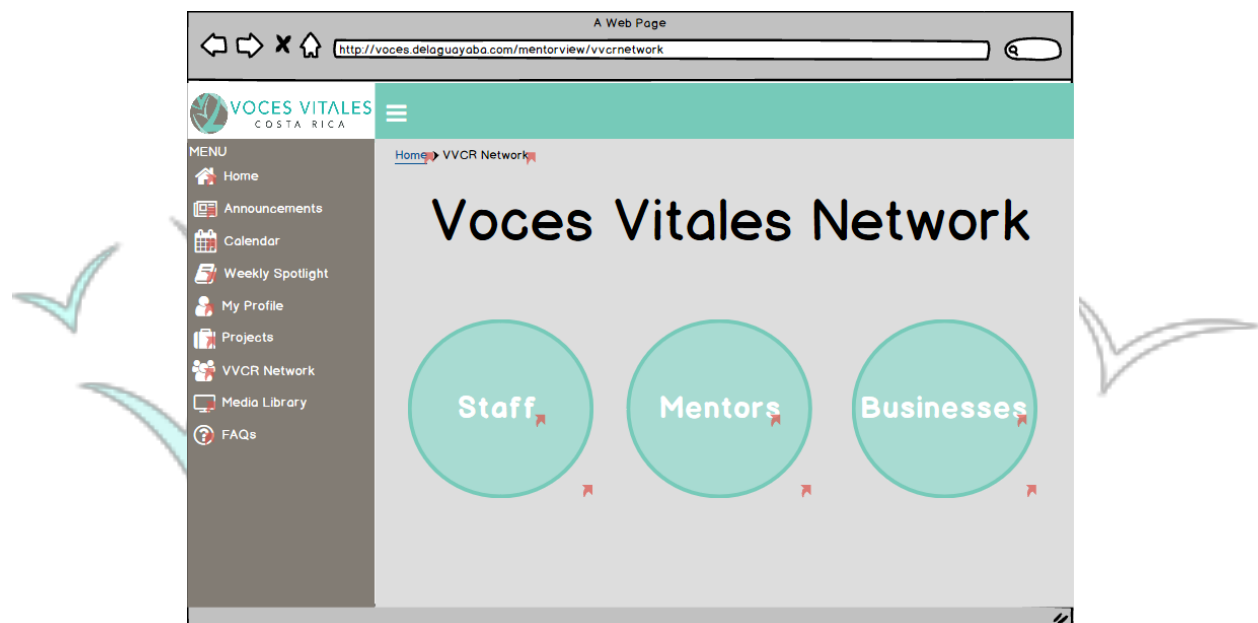 A Web Page
http://voces.delaguayaba.com/mentorview/vvcrnetwork
VOCES VITALES
COSTA RICA
MENU
Home
Announcements
Calendar
Weekly Spotlight
My Profile
Projects
VVCR Network
Media Library
FAQs
Home > VVCR Network
Voces Vitales Network
Staff
Mentors
Businesses